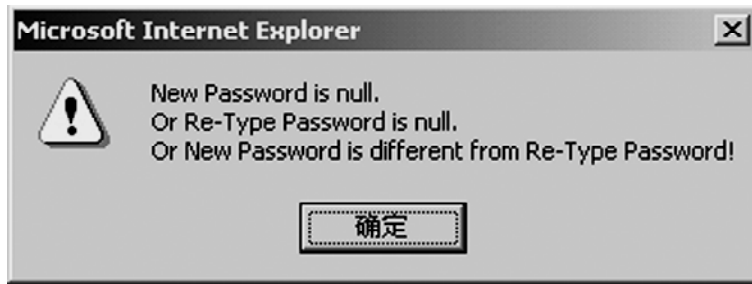 Microsoft Internet Explorer
New Password is null.
Or Re-Type Password is null.
Or New Password is different from Re-Type Password!
确定